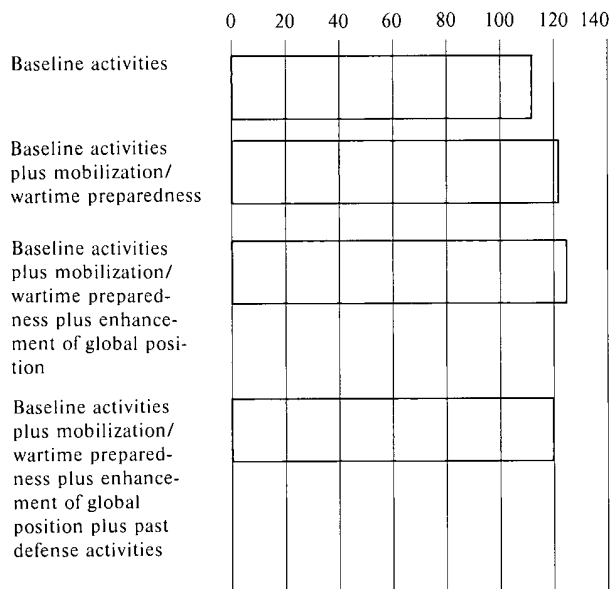 0 20 40 60 80 100 120 140
Baseline activities
Baseline activities
plus mobilization/
wartime preparedness
Baseline activities
plus mobilization/
wartime prepared-
ness plus enhance-
ment of global posi-
tion
Baseline activities
plus mobilization/
wartime prepared-
ness plus enhance-
ment of global
position plus past
defense activities